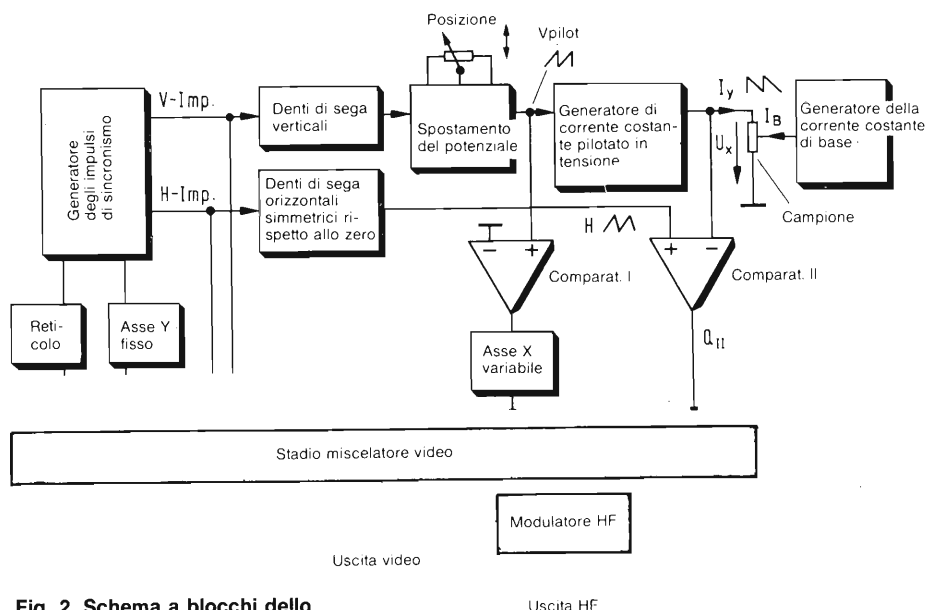 Posizione
Vpilot
V-Imp.
Generatore
degli impulsi
di sincronismo
Denti di sega
verticali
Spostamento
del potenziale
Generatore di
corrente costan-
te pilotato in
tensione
Iy
IB
Ux
Generatore della
corrente costante
di base
Campione
H-Imp.
Denti di sega
orizzontali
simmetrici ri-
spetto allo zero
H
+
-
- +
Comparat. I
Comparat. II
Reti-
colo
Asse Y
fisso
Asse X
variabile
QII
Stadio miscelatore video
Modulatore HF
Uscita video
Fig. 2. Schema a blocchi dello
Uscita HF